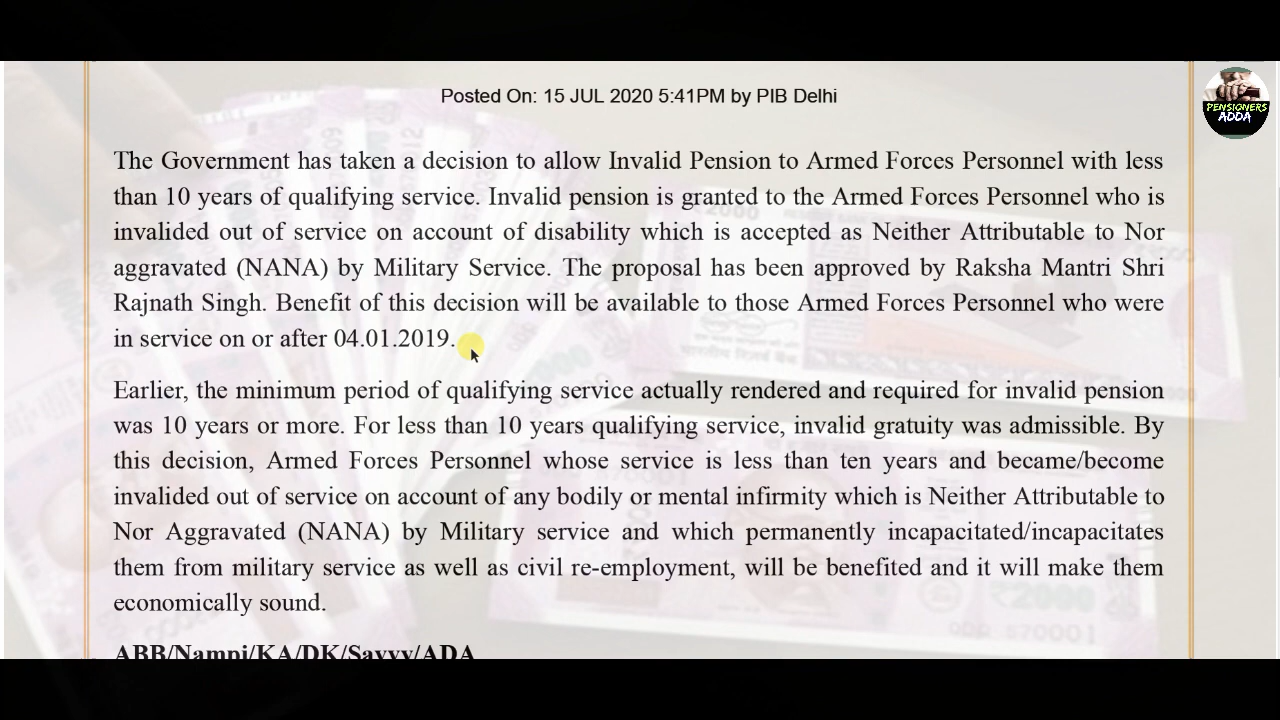 Posted On: 15 JUL 2020 5:41PM by PIB Delhi
PENSIONERS
ADDA
The Government has taken a decision to allow Invalid Pension to Armed Forces Personnel with less
than 10 years of qualifying service. Invalid pension is granted to the Armed Forces Personnel who is
invalided out of service on account of disability which is accepted as Neither Attributable to Nor
aggravated (NANA) by Military Service. The proposal has been approved by Raksha Mantri Shri
Rajnath Singh. Benefit of this decision will be available to those Armed Forces Personnel who were
in service on or after 04.01.2019.
Earlier, the minimum period of qualifying service actually rendered and required for invalid pension
was 10 years or more. For less than 10 years qualifying service, invalid gratuity was admissible. By
this decision, Armed Forces Personnel whose service is less than ten years and became/become
invalided out of service on account of any bodily or mental infirmity which is Neither Attributable to
Nor Aggravated (NANA) by Military service and which permanently incapacitated/incapacitates
them from military service as well as civil re-employment, will be benefited and it will make them
economically sound.
ABB/Nampi/KA/DK/Savvy/ADA